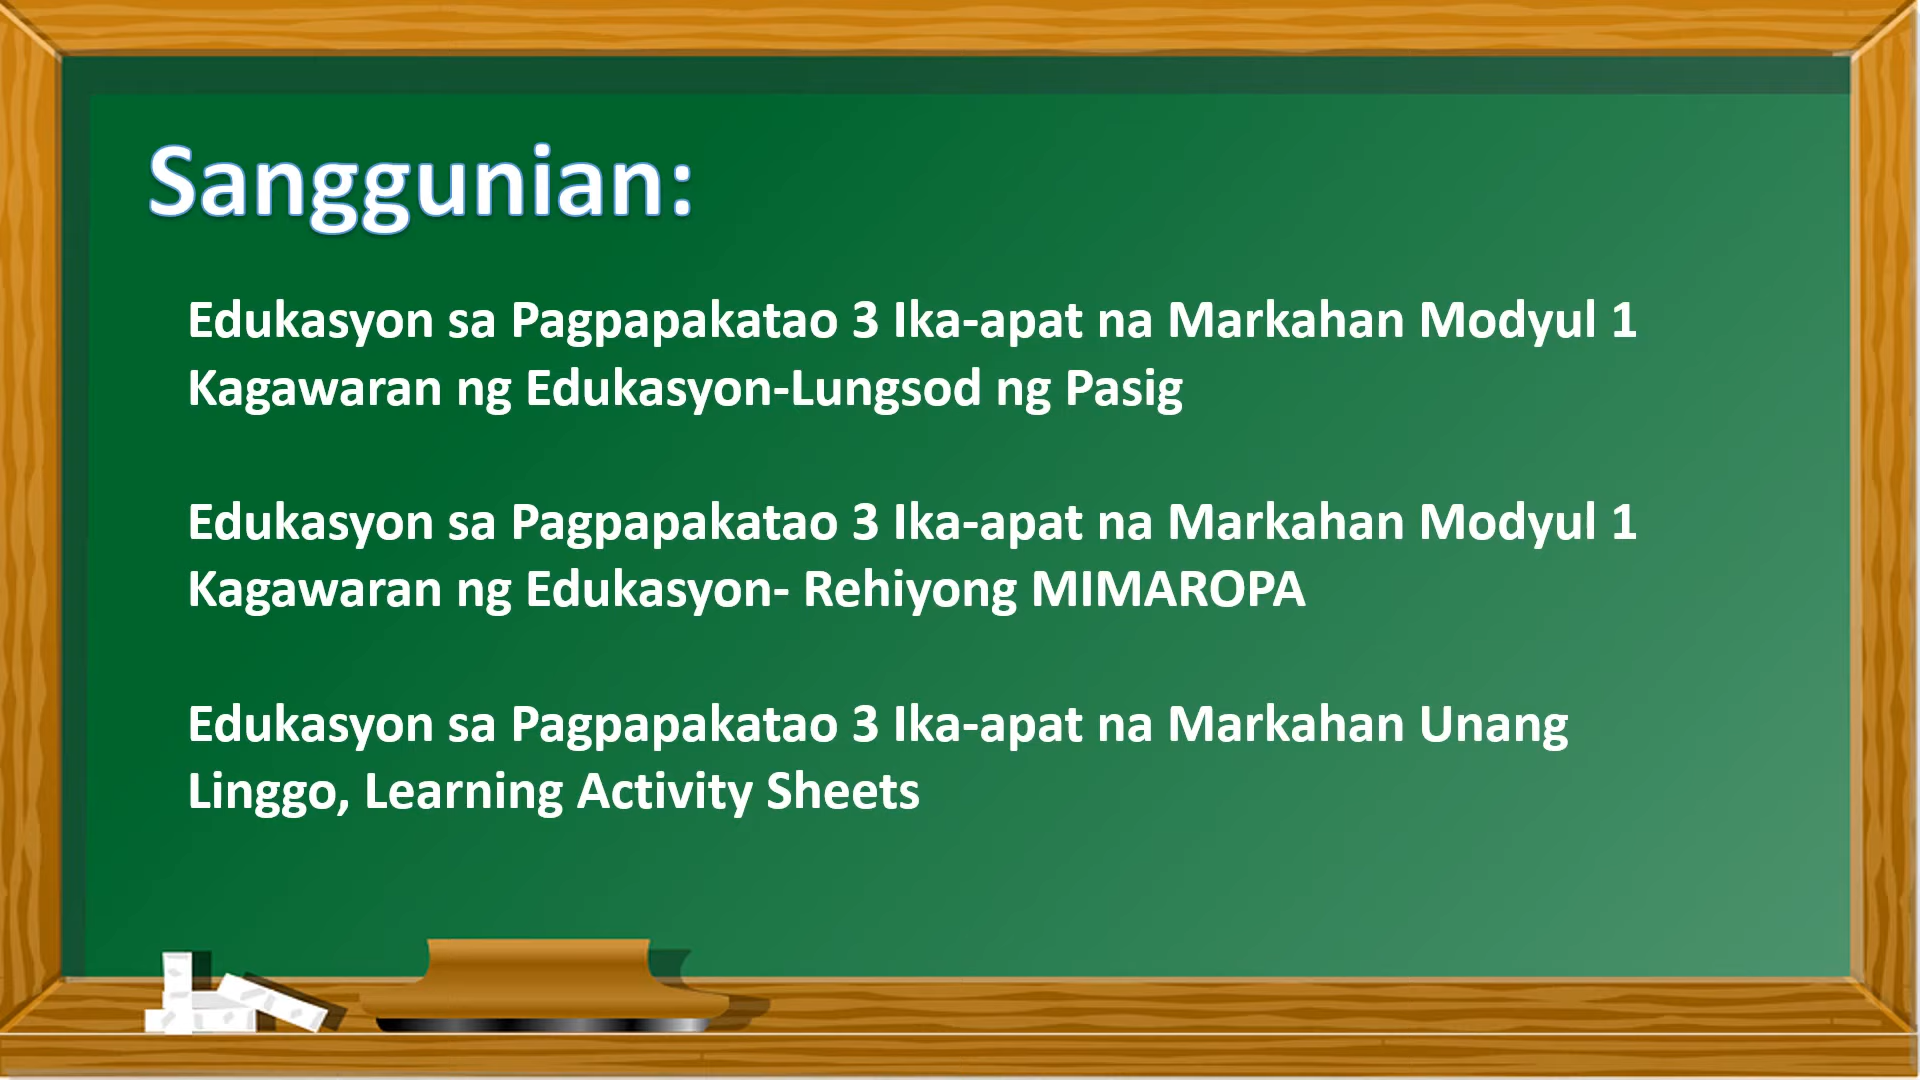 Sanggunian:
Edukasyon sa Pagpapakatao 3 Ika-apat na Markahan Modyul 1
Kagawaran ng Edukasyon-Lungsod ng Pasig
Edukasyon sa Pagpapakatao 3 Ika-apat na Markahan Modyul 1
Kagawaran ng Edukasyon- Rehiyong MIMAROPA
Edukasyon sa Pagpapakatao 3 Ika-apat na Markahan Unang
Linggo, Learning Activity Sheets